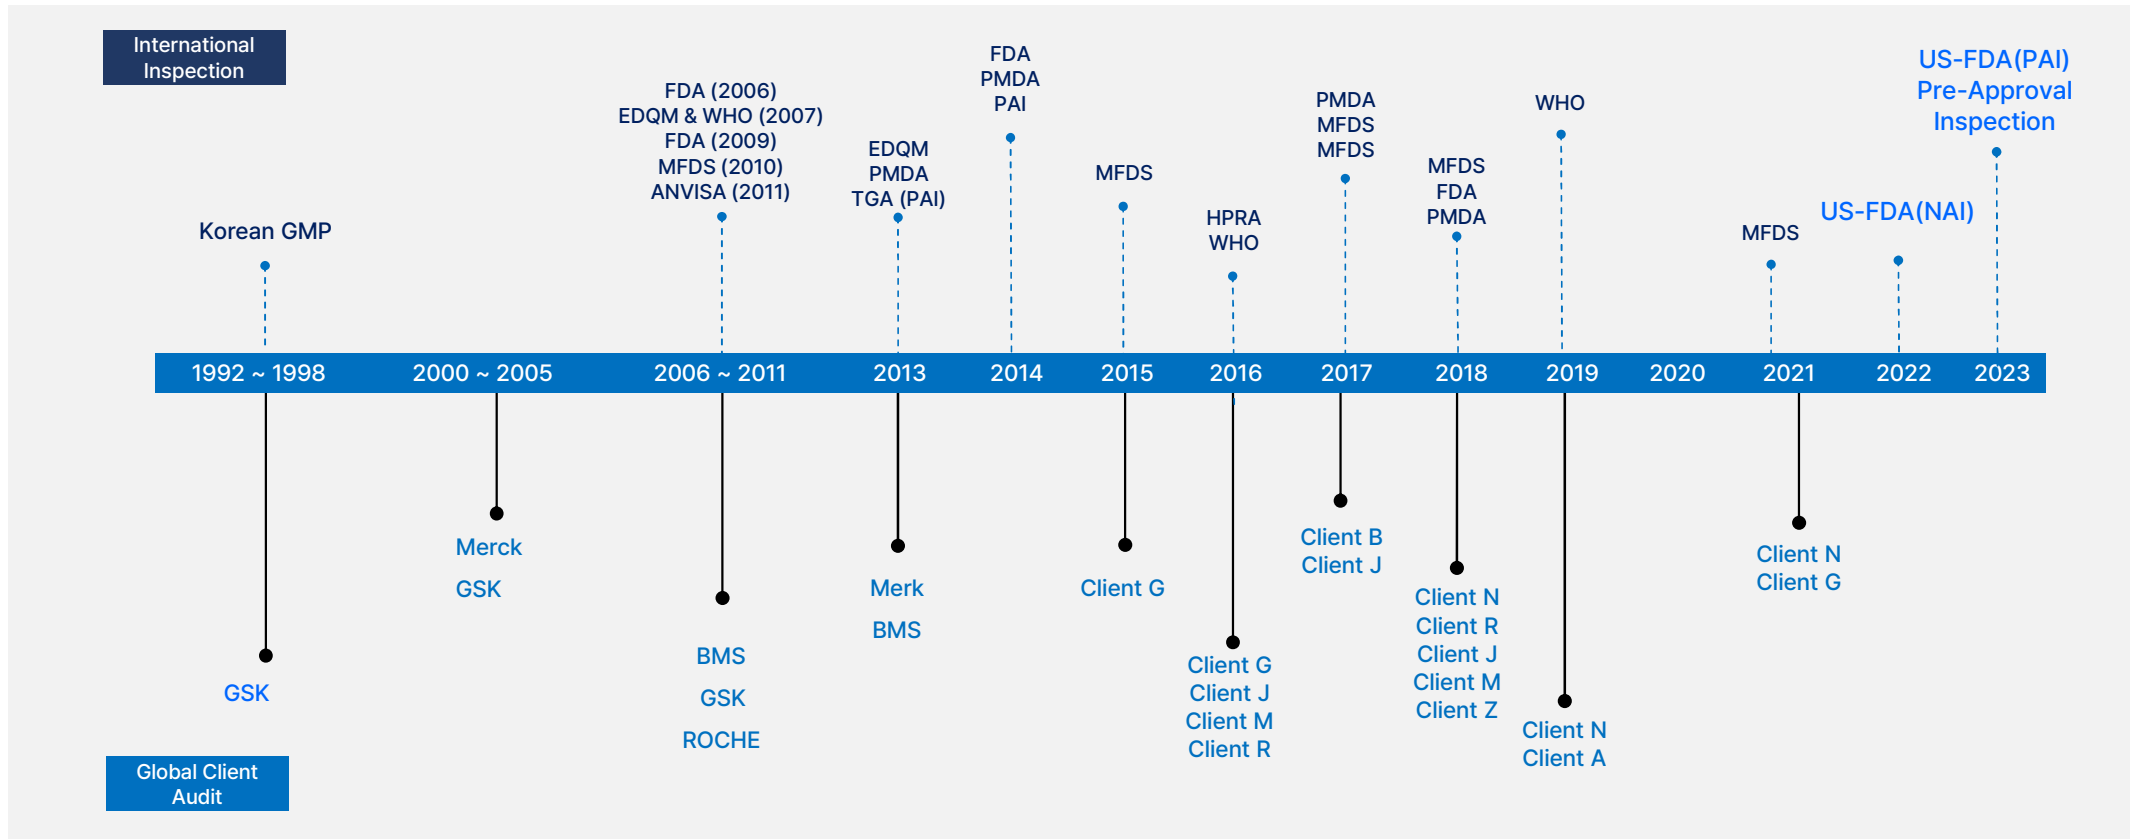 International
Inspection
Korean GMP
FDA (2006)
EDQM & WHO (2007)
FDA (2009)
MFDS (2010)
ANVISA (2011)
EDQM
PMDA
TGA (PAI)
FDA
PMDA
PAI
MFDS
HPRA
WHO
PMDA
MFDS
MFDS
MFDS
FDA
PMDA
WHO
MFDS
US-FDA(NAI)
US-FDA(PAI)
Pre-Approval
Inspection
1992 ~ 1998 2000 ~ 2005 2006 ~ 2011 2013 2014 2015 2016 2017 2018 2019 2020 2021 2022 2023
GSK
Merck
GSK
BMS
GSK
ROCHE
Merk
BMS
Client G
Client G
Client J
Client M
Client R
Client B
Client J
Client N
Client R
Client J
Client M
Client Z
Client N
Client A
Client N
Client G
Global Client
Audit